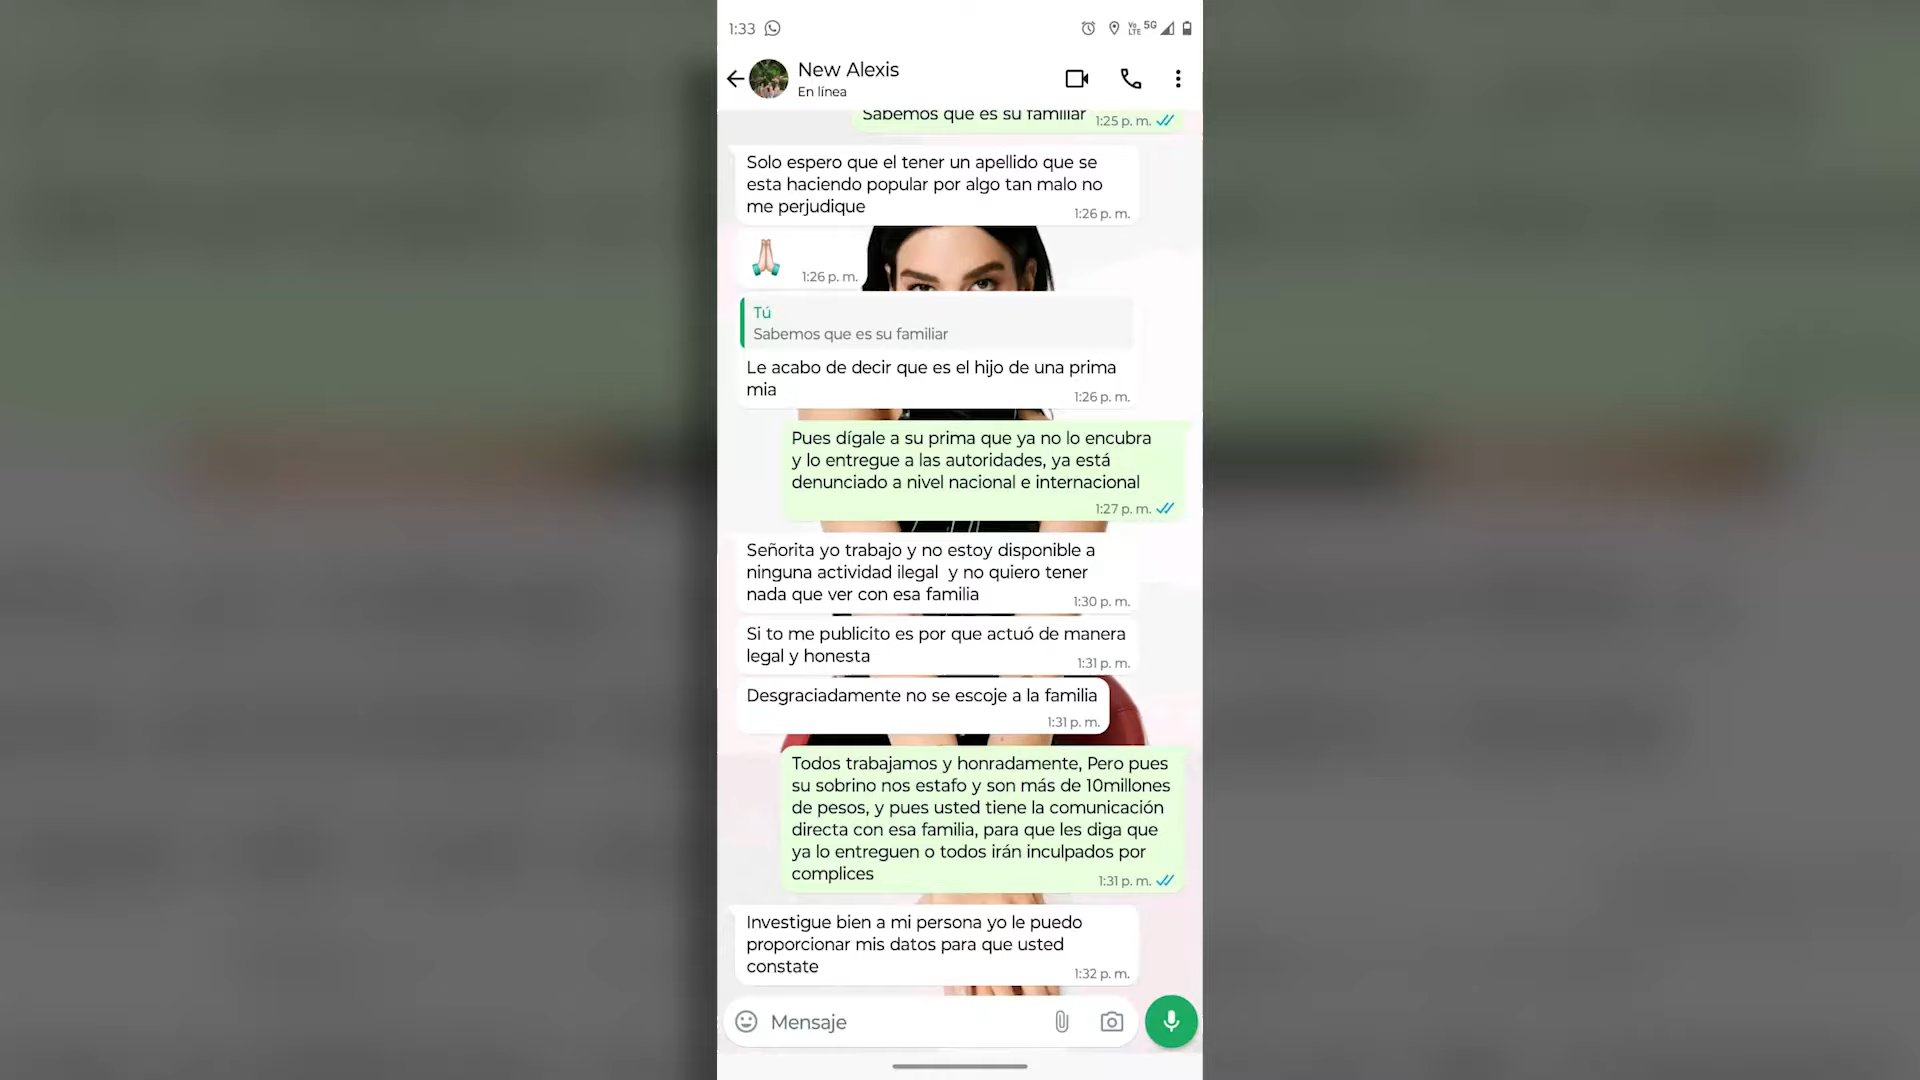 1:33
Vo LTE 5G
New Alexis
En línea
Sabemos que es su familiar 1:25 p. m.
Solo espero que el tener un apellido que se
esta haciendo popular por algo tan malo no
me perjudique 1:26 p. m.
1:26 p. m.
Tú
Sabemos que es su familiar
Le acabo de decir que es el hijo de una prima
mia 1:26 p. m.
Pues dígale a su prima que ya no lo encubra
y lo entregue a las autoridades, ya está
denunciado a nivel nacional e internacional
1:27 p. m.
Señorita yo trabajo y no estoy disponible a
ninguna actividad ilegal y no quiero tener
nada que ver con esa familia 1:30 p. m.
Si to me publicito es por que actuó de manera
legal y honesta 1:31 p. m.
Desgraciadamente no se escoje a la familia
1:31 p. m.
Todos trabajamos y honradamente, Pero pues
su sobrino nos estafo y son más de 10millones
de pesos, y pues usted tiene la comunicación
directa con esa familia, para que les diga que
ya lo entreguen o todos irán inculpados por
complices 1:31 p. m.
Investigue bien a mi persona yo le puedo
proporcionar mis datos para que usted
constate 1:32 p. m.
Mensaje